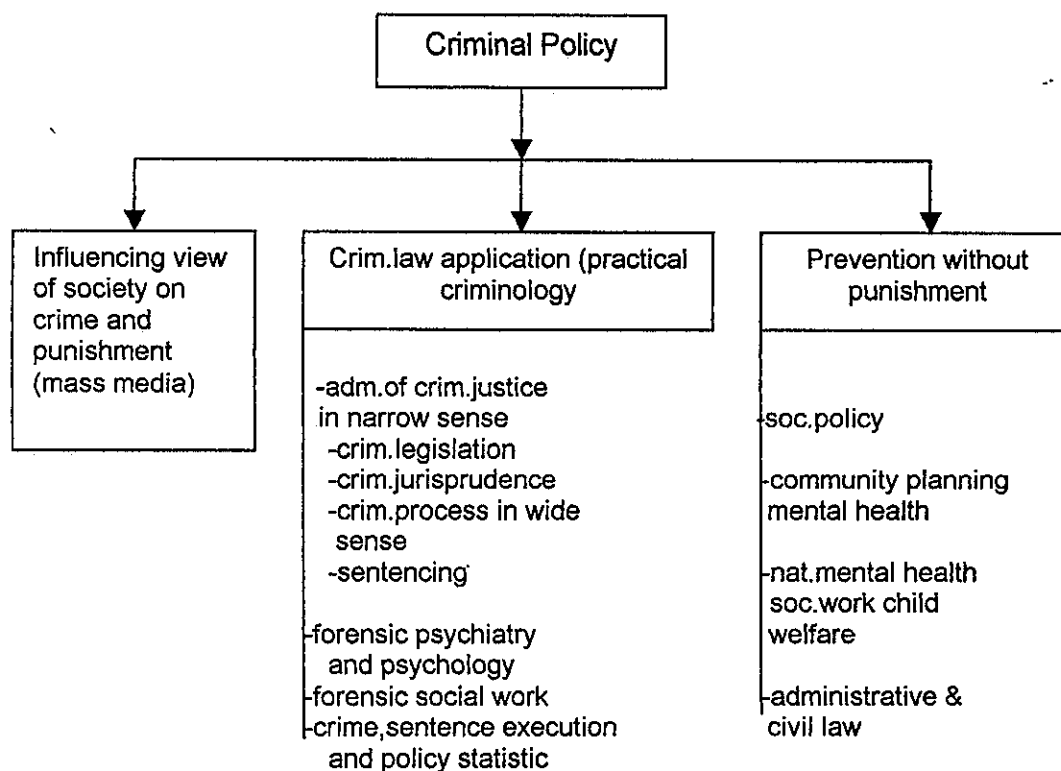 Criminal Policy
Influencing view
of society on
crime and
punishment
(mass media)
Crim.law application (practical
criminology
-adm.of crim.justice
in narrow sense
-crim.legislation
-crim.jurisprudence
-crim.process in wide
sense
-sentencing
-forensic psychiatry
and psychology
-forensic social work
-crime,sentence execution
and policy statistic
Prevention without
punishment
-soc.policy
-community planning
mental health
-nat.mental health
soc.work child
welfare
-administrative &
civil law